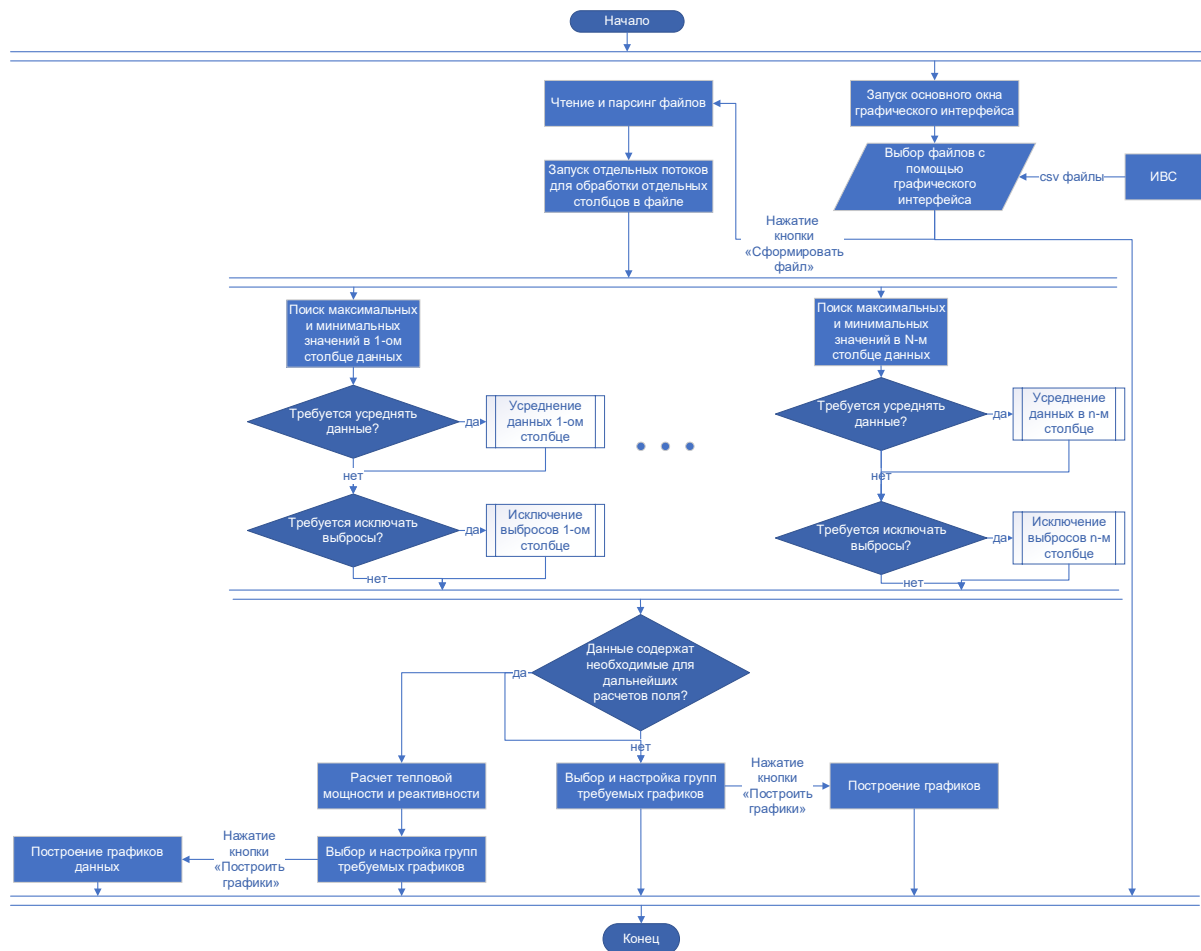 Начало
Запуск основного окна
графического интерфейса
Чтение и парсинг файлов
Выбор файлов с
помощью
графического
интерфейса
csv файлы
ИВС
Запуск отдельных потоков
для обработки отдельных
столбцов в файле
Нажатие
кнопки
«Сформировать
файл»
Поиск максимальных
и минимальных
значений в 1-ом
столбце данных
Поиск максимальных
и минимальных
значений в N-м
столбце данных
Требуется усреднять
данные?
да
Усреднение
данных 1-ом
столбце
Требуется усреднять
данные?
да
Усреднение
данных в n-м
столбце
нет
нет
Требуется исключать
выбросы?
да
Исключение
выбросов 1-ом
столбце
Требуется исключать
выбросы?
да
Исключение
выбросов n-м
столбце
нет
нет
Данные содержат
необходимые для
дальнейших
расчетов поля?
да
нет
Расчет тепловой
мощности и реактивности
Выбор и настройка групп
требуемых графиков
Нажатие
кнопки
«Построить
графики»
Построение графиков
Построение графиков
данных
Нажатие
кнопки
«Построить
графики»
Выбор и настройка групп
требуемых графиков
Конец